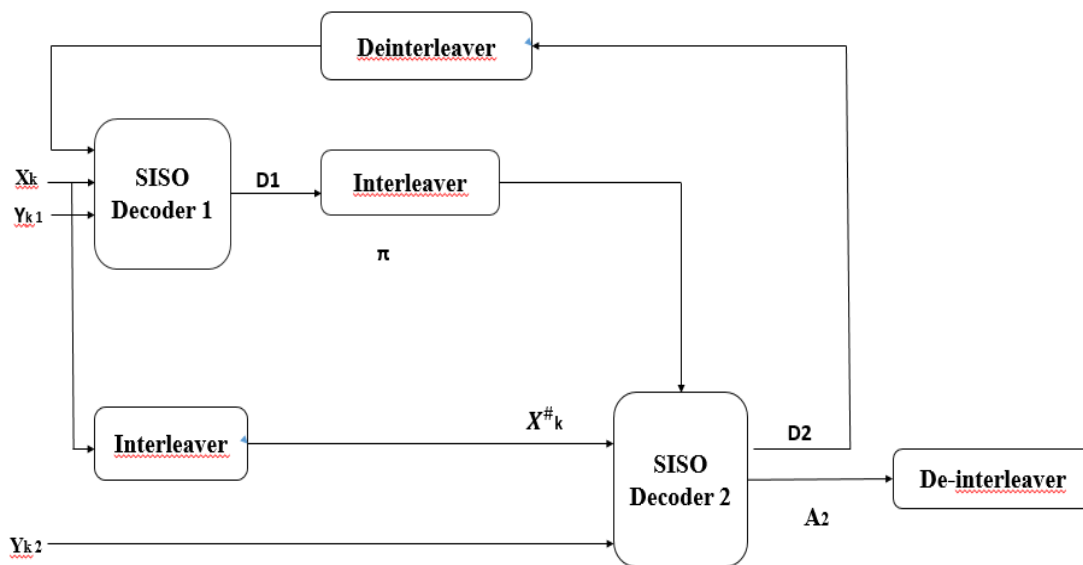 Deinterleaver
Xk
Yk 1
SISO
Decoder 1
D1
Interleaver
π
Interleaver
X#k
SISO
Decoder 2
D2
De-interleaver
A2
Yk 2